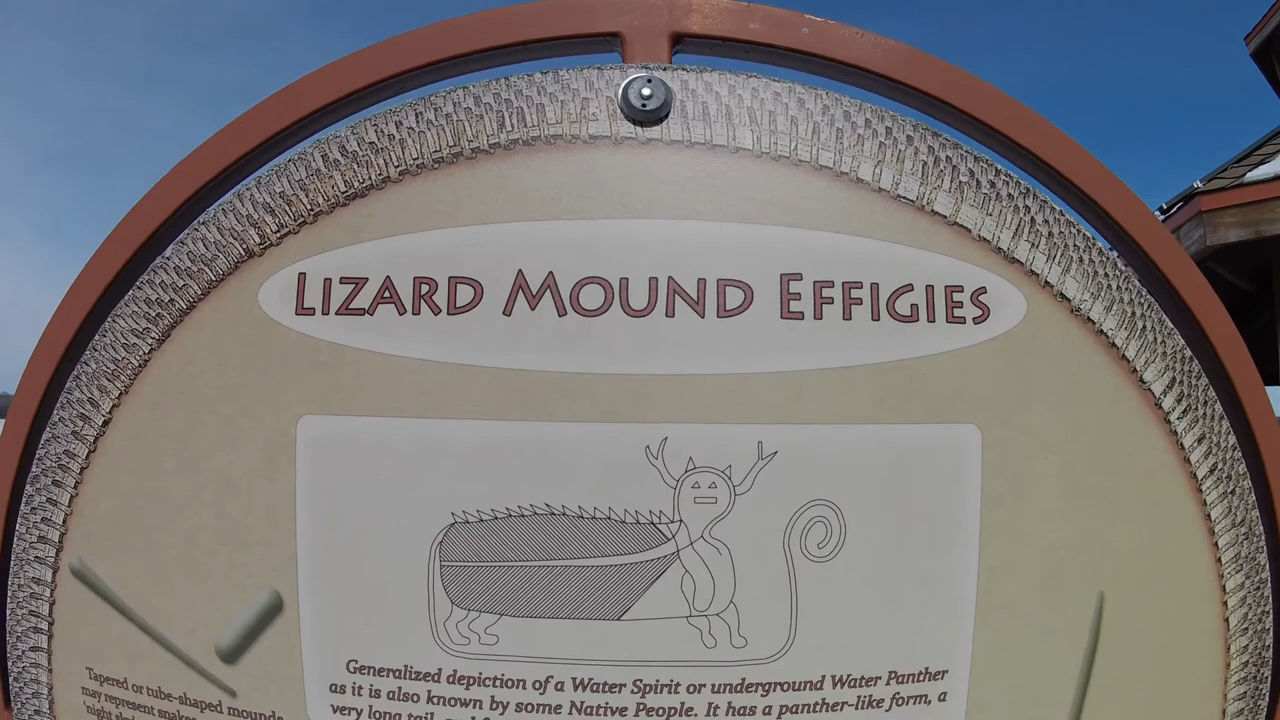 LIZARD MOUND EFFIGIES
Generalized depiction of a Water Spirit or underground Water Panther
as it is also known by some Native People. It has a panther-like form, a
very long tail, and
Tapered or tube-shaped mounds
may represent snakes
'night